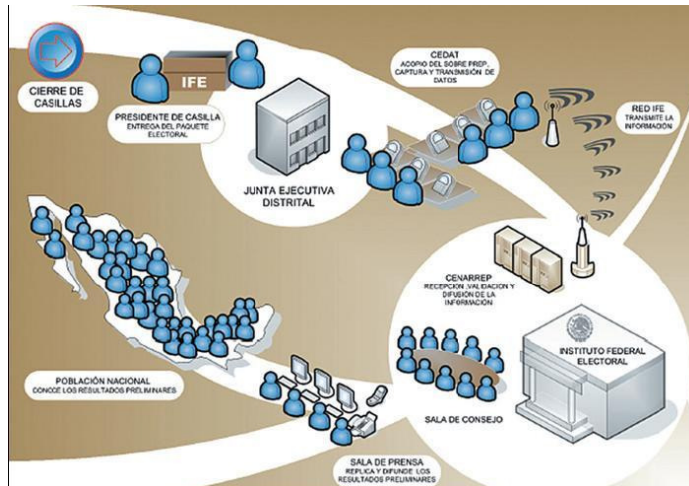 CIERRE DE
CASILLAS
IFE
PRESIDENTE DE CASILLA
ENTREGA DEL PAQUETE
ELECTORAL
JUNTA EJECUTIVA
DISTRITAL
CEDAT
ACOPIO DEL SOBRE PREP,
CAPTURA Y TRANSMISIÓN DE
DATOS
RED IFE
TRANSMITE LA
INFORMACIÓN
CENARREP
RECEPCIÓN ,VALIDACIÓN Y
DIFUSIÓN DE LA
INFORMACIÓN
INSTITUTO FEDERAL
ELECTORAL
SALA DE CONSEJO
SALA DE PRENSA
REPLICA Y DIFUNDE LOS
RESULTADOS PRELIMINARES
POBLACIÓN NACIONAL
CONOCE LOS RESULTADOS PRELIMINARES